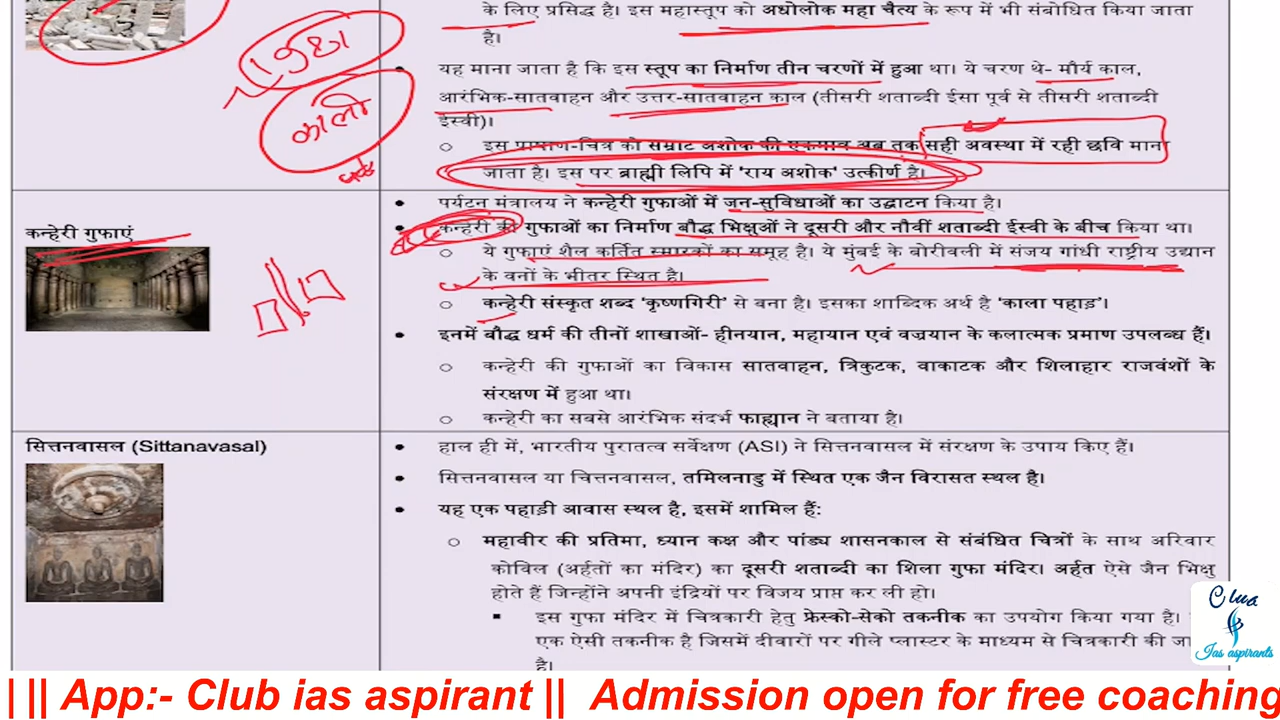 के लिए प्रसिद्ध है। इस महास्तूप को अधोलोक महा चैत्य के रूप में भी संबोधित किया जाता
है।
यह माना जाता है कि इस स्तूप का निर्माण तीन चरणों में हुआ था। ये चरण थे- मौर्य काल,
आरंभिक-सातवाहन और उत्तर-सातवाहन काल (तीसरी शताब्दी ईसा पूर्व से तीसरी शताब्दी
ईस्वी)।
इस पाषाण-चित्र को सम्राट अशोक की एकमात्र अब तक सही अवस्था में रही छवि माना
जाता है। इस पर ब्राह्मी लिपि में 'राय अशोक' उत्कीर्ण है।
काली
कन्हेरी गुफाएं
पर्यटन मंत्रालय ने कन्हेरी गुफाओं में जन-सुविधाओं का उद्घाटन किया है।
कन्हेरी की गुफाओं का निर्माण बौद्ध भिक्षुओं ने दूसरी और नौवीं शताब्दी ईस्वी के बीच किया था।
ये गुफाएं शैल कर्तित स्मारकों का समूह है। ये मुंबई के बोरीवली में संजय गांधी राष्ट्रीय उद्यान
के वनों के भीतर स्थित है।
कन्हेरी संस्कृत शब्द 'कृष्णगिरी' से बना है। इसका शाब्दिक अर्थ है 'काला पहाड़'।
इनमें बौद्ध धर्म की तीनों शाखाओं- हीनयान, महायान एवं वज्रयान के कलात्मक प्रमाण उपलब्ध हैं।
कन्हेरी की गुफाओं का विकास सातवाहन, त्रिकुटक, वाकाटक और शिलाहार राजवंशों के
संरक्षण में हुआ था।
कन्हेरी का सबसे आरंभिक संदर्भ फाह्यान ने बताया है।
सित्तनवासल (Sittanavasal)
हाल ही में, भारतीय पुरातत्व सर्वेक्षण (ASI) ने सित्तनवासल में संरक्षण के उपाय किए हैं।
सित्तनवासल या चित्तनवासल, तमिलनाडु में स्थित एक जैन विरासत स्थल है।
यह एक पहाड़ी आवास स्थल है, इसमें शामिल हैं:
महावीर की प्रतिमा, ध्यान कक्ष और पांड्य शासनकाल से संबंधित चित्रों के साथ अरिवार
कोविल (अर्हतों का मंदिर) का दूसरी शताब्दी का शिला गुफा मंदिर। अर्हत ऐसे जैन भिक्षु
होते हैं जिन्होंने अपनी इंद्रियों पर विजय प्राप्त कर ली हो।
इस गुफा मंदिर में चित्रकारी हेतु फ्रेस्को-सेको तकनीक का उपयोग किया गया है।
एक ऐसी तकनीक है जिसमें दीवारों पर गीले प्लास्टर के माध्यम से चित्रकारी की
है।
Club
Ias aspirants
| || App:- Club ias aspirant || Admission open for free coaching